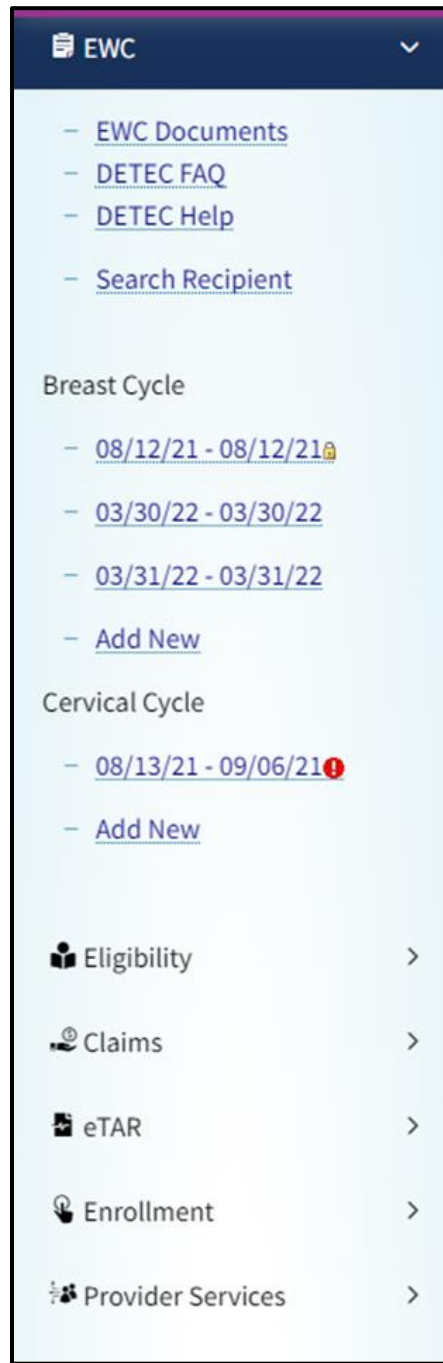 EWC
– EWC Documents
– DETEC FAQ
– DETEC Help
– Search Recipient
Breast Cycle
– 08/12/21 - 08/12/21
– 03/30/22 - 03/30/22
– 03/31/22 - 03/31/22
– Add New
Cervical Cycle
– 08/13/21 - 09/06/21
– Add New
Eligibility
Claims
eTAR
Enrollment
Provider Services